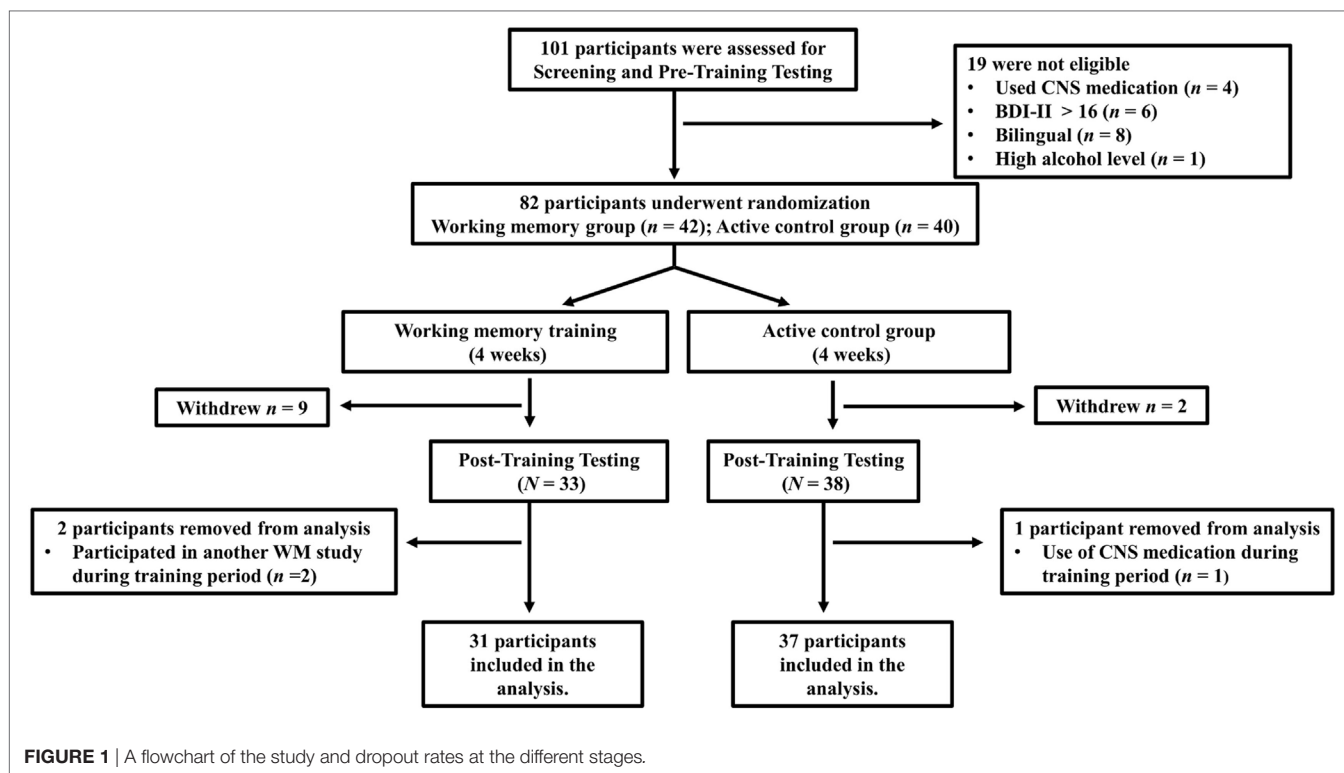 101 participants were assessed for
Screening and Pre-Training Testing
19 were not eligible
• Used CNS medication (n = 4)
• BDI-II > 16 (n = 6)
• Bilingual (n = 8)
• High alcohol level (n = 1)
82 participants underwent randomization
Working memory group (n = 42); Active control group (n = 40)
Working memory training
(4 weeks)
Active control group
(4 weeks)
Withdrew n = 9
Withdrew n = 2
Post-Training Testing
(N = 33)
Post-Training Testing
(N = 38)
2 participants removed from analysis
• Participated in another WM study
during training period (n =2)
1 participant removed from analysis
• Use of CNS medication during
training period (n = 1)
31 participants
included in the
analysis.
37 participants
included in the
analysis.
FIGURE 1 | A flowchart of the study and dropout rates at the different stages.